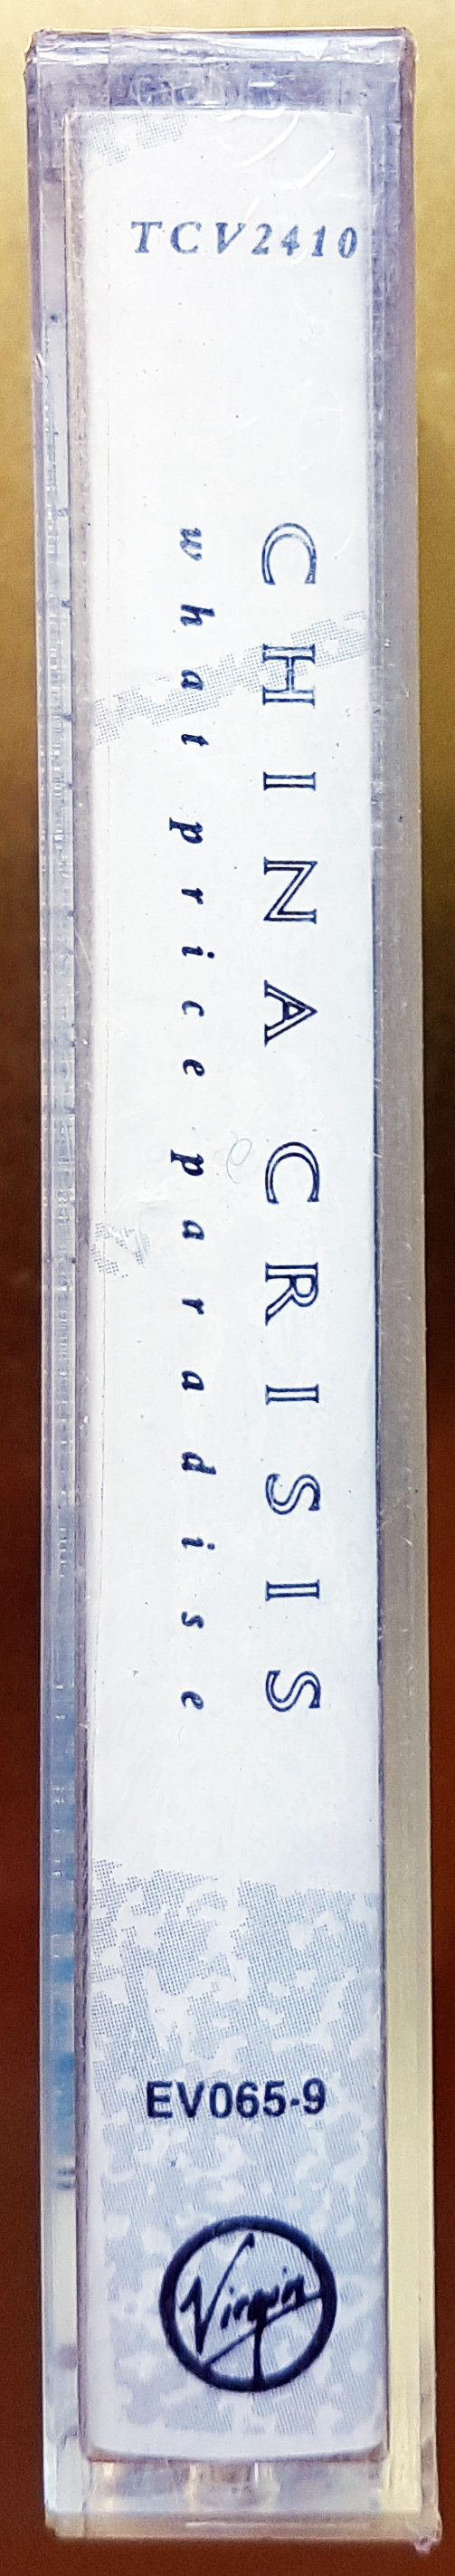 TCV2410
CHINA CRISIS
what price paradise
EV065-9
Virgin